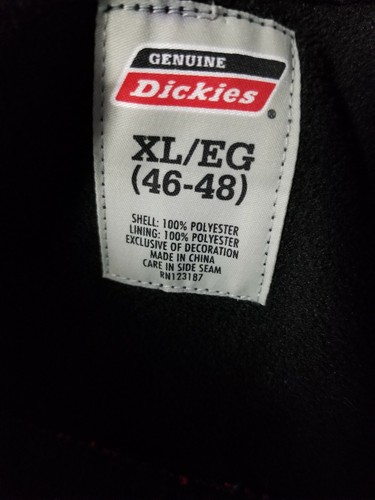 GENUINE
Dickies®
XL/EG
(46-48)
SHELL: 100% POLYESTER
LINING: 100% POLYESTER
EXCLUSIVE OF DECORATION
MADE IN CHINA
CARE IN SIDE SEAM
RN123187